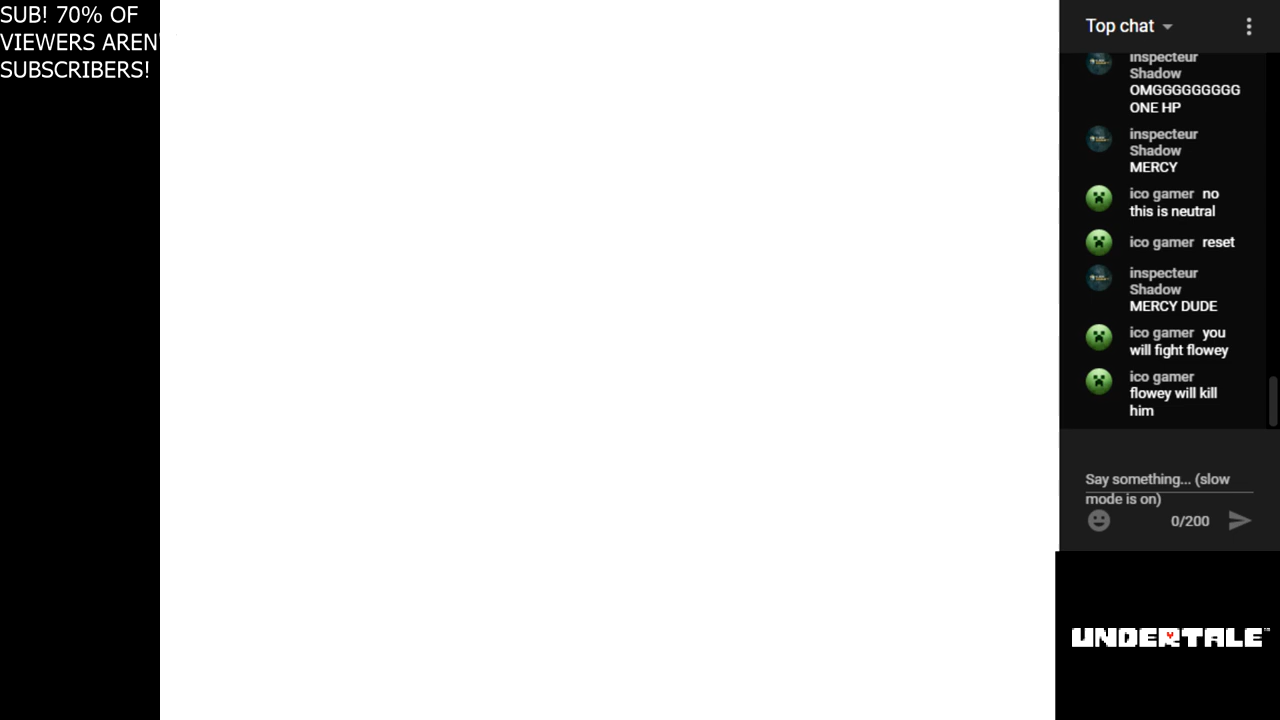 SUB! 70% OF
VIEWERS AREN'
SUBSCRIBERS!
Top chat
inspecteur
Shadow
OMGGGGGGGGG
ONE HP
inspecteur
Shadow
MERCY
ico gamer no
this is neutral
ico gamer reset
inspecteur
Shadow
MERCY DUDE
ico gamer you
will fight flowey
ico gamer
flowey will kill
him
Say something... (slow
mode is on)
0/200
UNDERTALE™